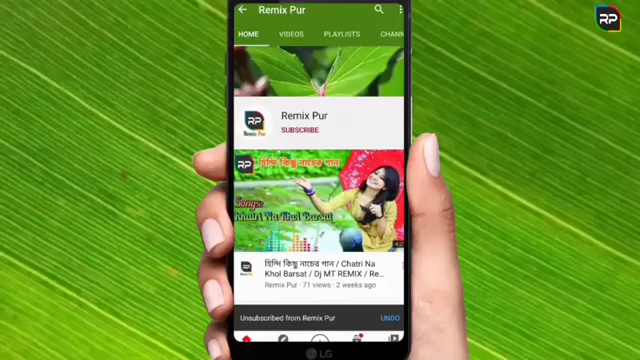 Remix Pur
RP
HOME VIDEOS PLAYLISTS CHANN
RP
Remix Pur
Remix Pur
SUBSCRIBE
RP
হিন্দি কিছু নাচের গান
Songs:
Na Khol Barsat
হিন্দি কিছু নাচের গান / Chatri Na
Khol Barsat / Dj MT REMIX / Re...
Remix Pur · 71 views · 2 weeks ago
Unsubscribed from Remix Pur UNDO
LG